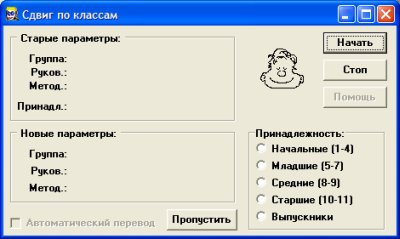 Сдвиг по классам
Старые параметры:
Группа:
Руков.:
Метод.:
Принадл.:
Начать
Стоп
Помощь
Новые параметры:
Группа:
Руков.:
Метод.:
Принадлежность:
Начальные (1-4)
Младшие (5-7)
Средние (8-9)
Старшие (10-11)
Выпускники
Автоматический перевод
Пропустить